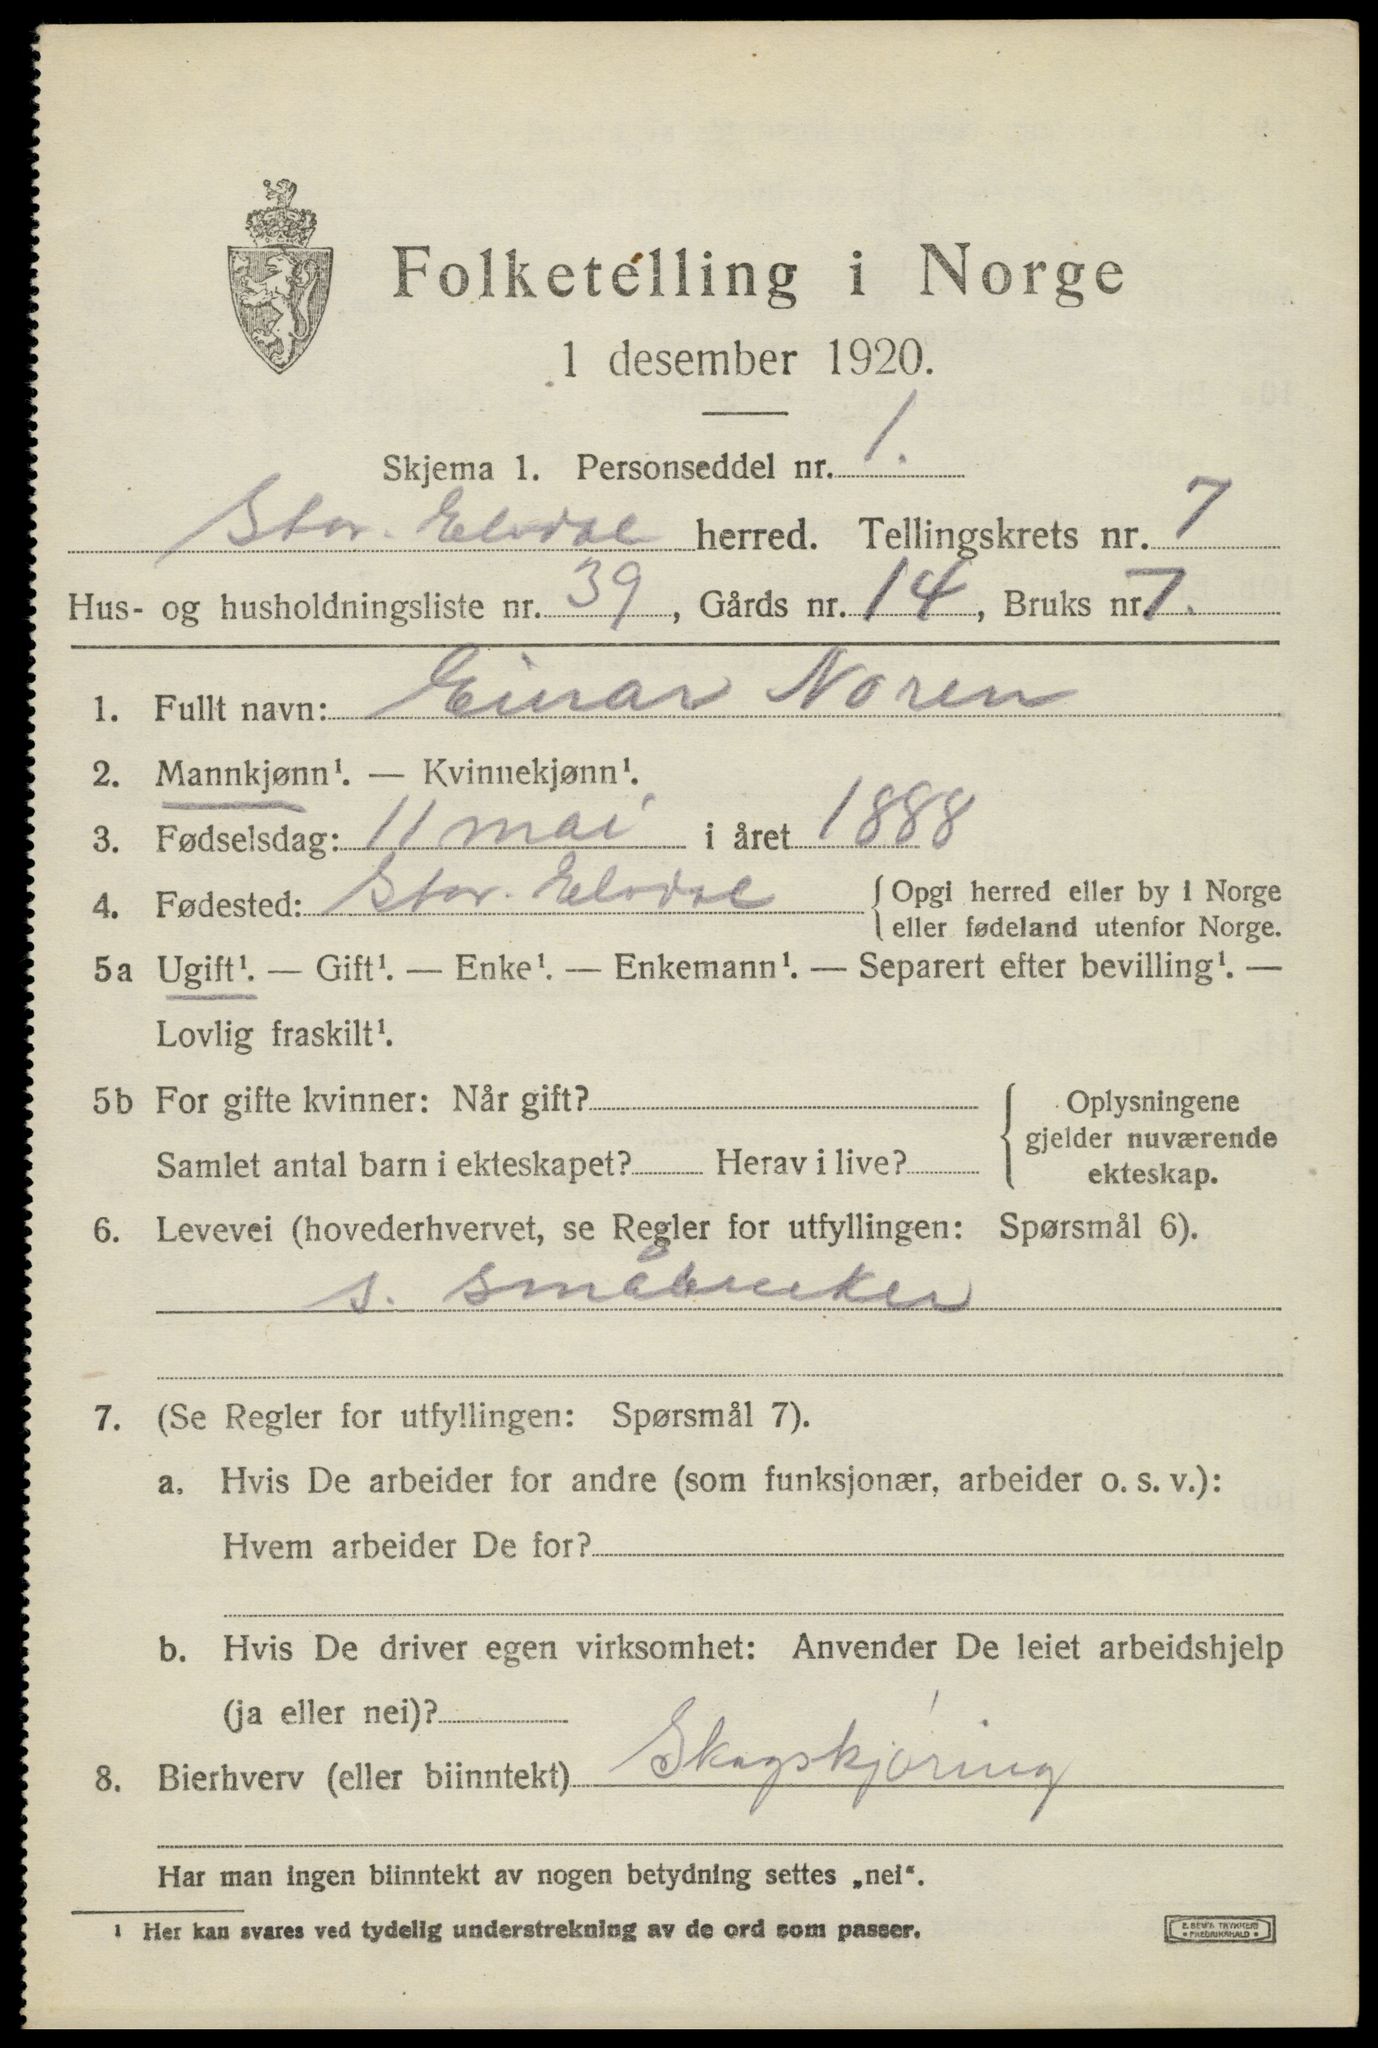 Folketelling i Norge
1 desember 1920.
Skjema 1. Personseddel nr. 1.
Stor. Elvdal herred. Tellingskrets nr. 7
Hus- og husholdningsliste nr. 39, Gårds nr. 14, Bruks nr. 7.
1. Fullt navn: Einar Noren
2. Mannkjønn¹. — Kvinnekjønn¹.
3. Fødselsdag: 11 mai i året 1888
4. Fødested: Stor. Elvdal { Opgi herred eller by i Norge
eller fødeland utenfor Norge.
5a Ugift¹. — Gift¹. — Enke¹. — Enkemann¹. — Separert efter bevilling¹. —
Lovlig fraskilt¹.
5b For gifte kvinner: Når gift?
Samlet antal barn i ekteskapet? Herav i live?
{ Oplysningene
gjelder nuværende
ekteskap.
6. Levevei (hovederhvervet, se Regler for utfyllingen: Spørsmål 6).
s. småbruker
7. (Se Regler for utfyllingen: Spørsmål 7).
a. Hvis De arbeider for andre (som funksjonær, arbeider o. s. v.):
Hvem arbeider De for?
b. Hvis De driver egen virksomhet: Anvender De leiet arbeidshjelp
(ja eller nei)?
8. Bierhverv (eller biinntekt) Skogskjøring
Har man ingen biinntekt av nogen betydning settes „nei“.
¹ Her kan svares ved tydelig understrekning av de ord som passer.
E. SEM'S TRYKKERI
• FREDRIKSHALD •